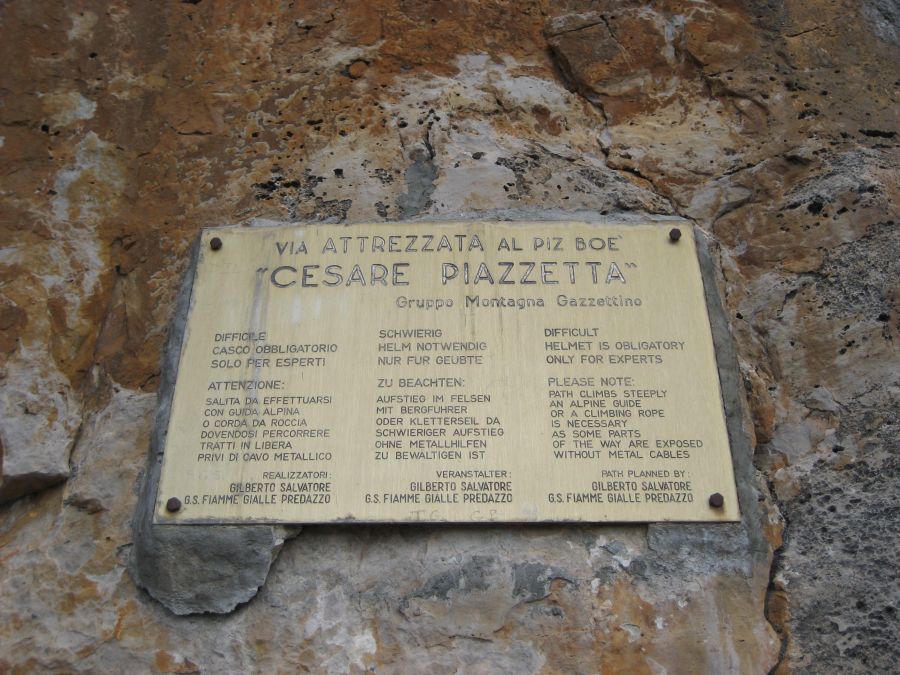 VIA ATTREZZATA AL PIZ BOE'
"CESARE PIAZZETTA"
Gruppo Montagna Gazzettino
DIFFICILE
CASCO OBBLIGATORIO
SOLO PER ESPERTI
ATTENZIONE:
SALITA DA EFFETTUARSI
CON GUIDA ALPINA
O CORDA DA ROCCIA
DOVENDOSI PERCORRERE
TRATTI IN LIBERA
PRIVI DI CAVO METALLICO
REALIZZATORI:
GILBERTO SALVATORE
G.S. FIAMME GIALLE PREDAZZO
SCHWIERIG
HELM NOTWENDIG
NUR FUR GEUBTE
ZU BEACHTEN:
AUFSTIEG IM FELSEN
MIT BERGFUHRER
ODER KLETTERSEIL DA
SCHWIERIGER AUFSTIEG
OHNE METALLHILFEN
ZU BEWALTIGEN IST
VERANSTALTER:
GILBERTO SALVATORE
G.S. FIAMME GIALLE PREDAZZO
DIFFICULT
HELMET IS OBLIGATORY
ONLY FOR EXPERTS
PLEASE NOTE:
PATH CLIMBS STEEPLY
AN ALPINE GUIDE
OR A CLIMBING ROPE
IS NECESSARY
AS SOME PARTS
OF THE WAY ARE EXPOSED
WITHOUT METAL CABLES
PATH PLANNED BY:
GILBERTO SALVATORE
G.S. FIAMME GIALLE PREDAZZO